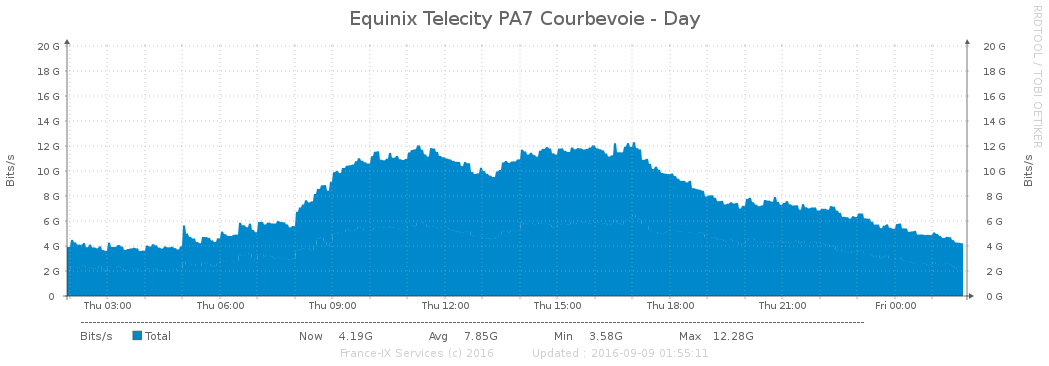 Equinix Telecity PA7 Courbevoie - Day
RRDTOOL / TOBI OETIKER
Bits/s
Bits/s
20 G 20 G
18 G 18 G
16 G 16 G
14 G 14 G
12 G 12 G
10 G 10 G
8 G 8 G
6 G 6 G
4 G 4 G
2 G 2 G
0 0 G
Thu 03:00 Thu 06:00 Thu 09:00 Thu 12:00 Thu 15:00 Thu 18:00 Thu 21:00 Fri 00:00
Bits/s Total Now 4.19G Avg 7.85G Min 3.58G Max 12.28G
France-IX Services (c) 2016 Updated : 2016-09-09 01:55:11